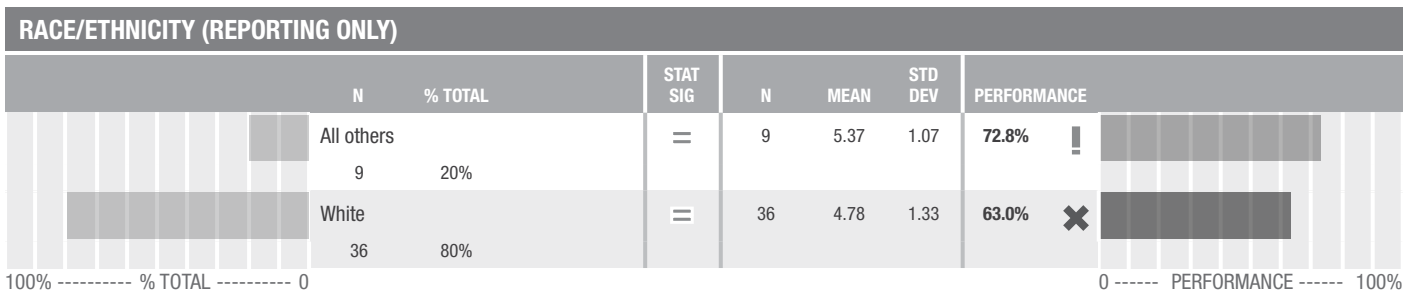 RACE/ETHNICITY (REPORTING ONLY)
N % TOTAL STAT SIG N MEAN STD DEV PERFORMANCE
All others = 9 5.37 1.07 72.8% !
9 20%
White = 36 4.78 1.33 63.0% ✖
36 80%
100% ---------- % TOTAL ---------- 0 0 ------ PERFORMANCE ------ 100%